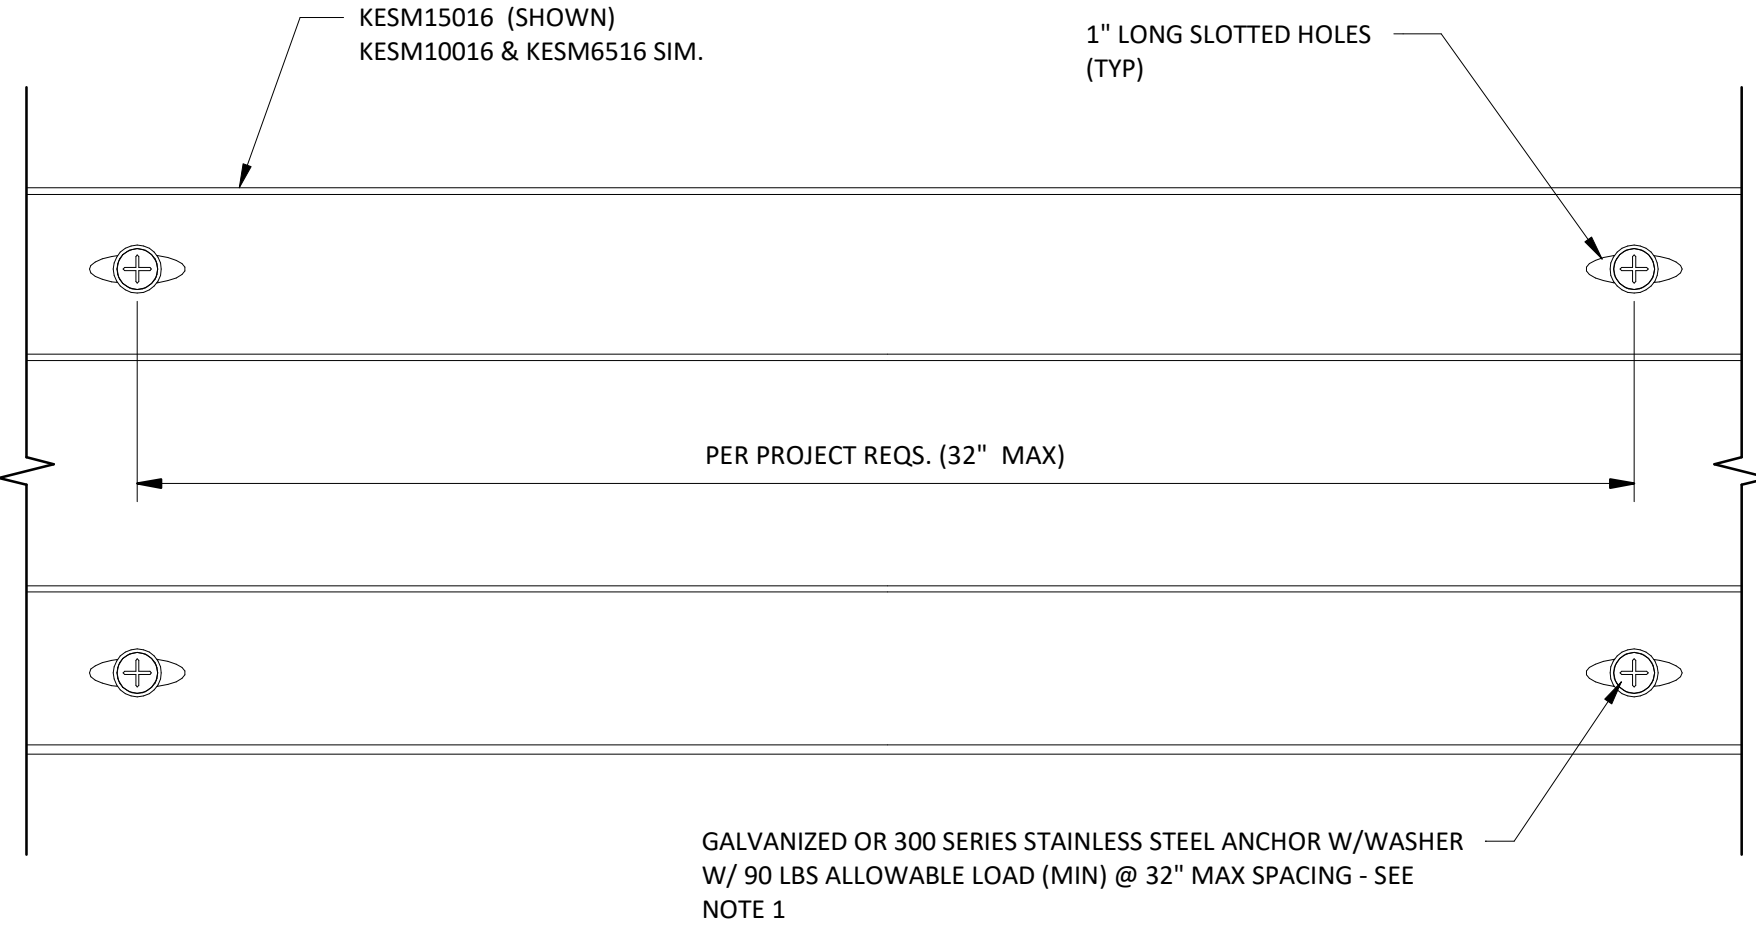 KESM15016 (SHOWN)
KESM10016 & KESM6516 SIM.
1" LONG SLOTTED HOLES
(TYP)
PER PROJECT REQS. (32" MAX)
GALVANIZED OR 300 SERIES STAINLESS STEEL ANCHOR W/WASHER
W/ 90 LBS ALLOWABLE LOAD (MIN) @ 32" MAX SPACING - SEE
NOTE 1